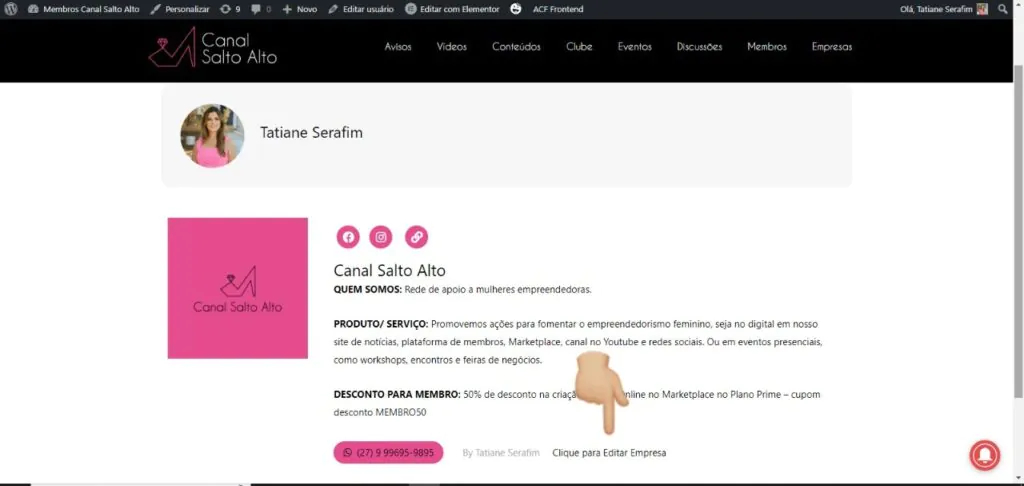 Membros Canal Salto Alto Personalizar 9 0 Novo Editar usuário Editar com Elementor ACF Frontend Olá, Tatiane Serafim
Canal
Salto Alto
Avisos Vídeos Conteúdos Clube Eventos Discussões Membros Empresas
Tatiane Serafim
Canal Salto Alto
Canal Salto Alto
QUEM SOMOS: Rede de apoio a mulheres empreendedoras.
PRODUTO/ SERVIÇO: Promovemos ações para fomentar o empreendedorismo feminino, seja no digital em nosso
site de notícias, plataforma de membros, Marketplace, canal no Youtube e redes sociais. Ou em eventos presenciais,
como workshops, encontros e feiras de negócios.
DESCONTO PARA MEMBRO: 50% de desconto na no Marketplace no Plano Prime – cupom
desconto MEMBRO50
(27) 9 99695-9895 By Tatiane Serafim Clique para Editar Empresa